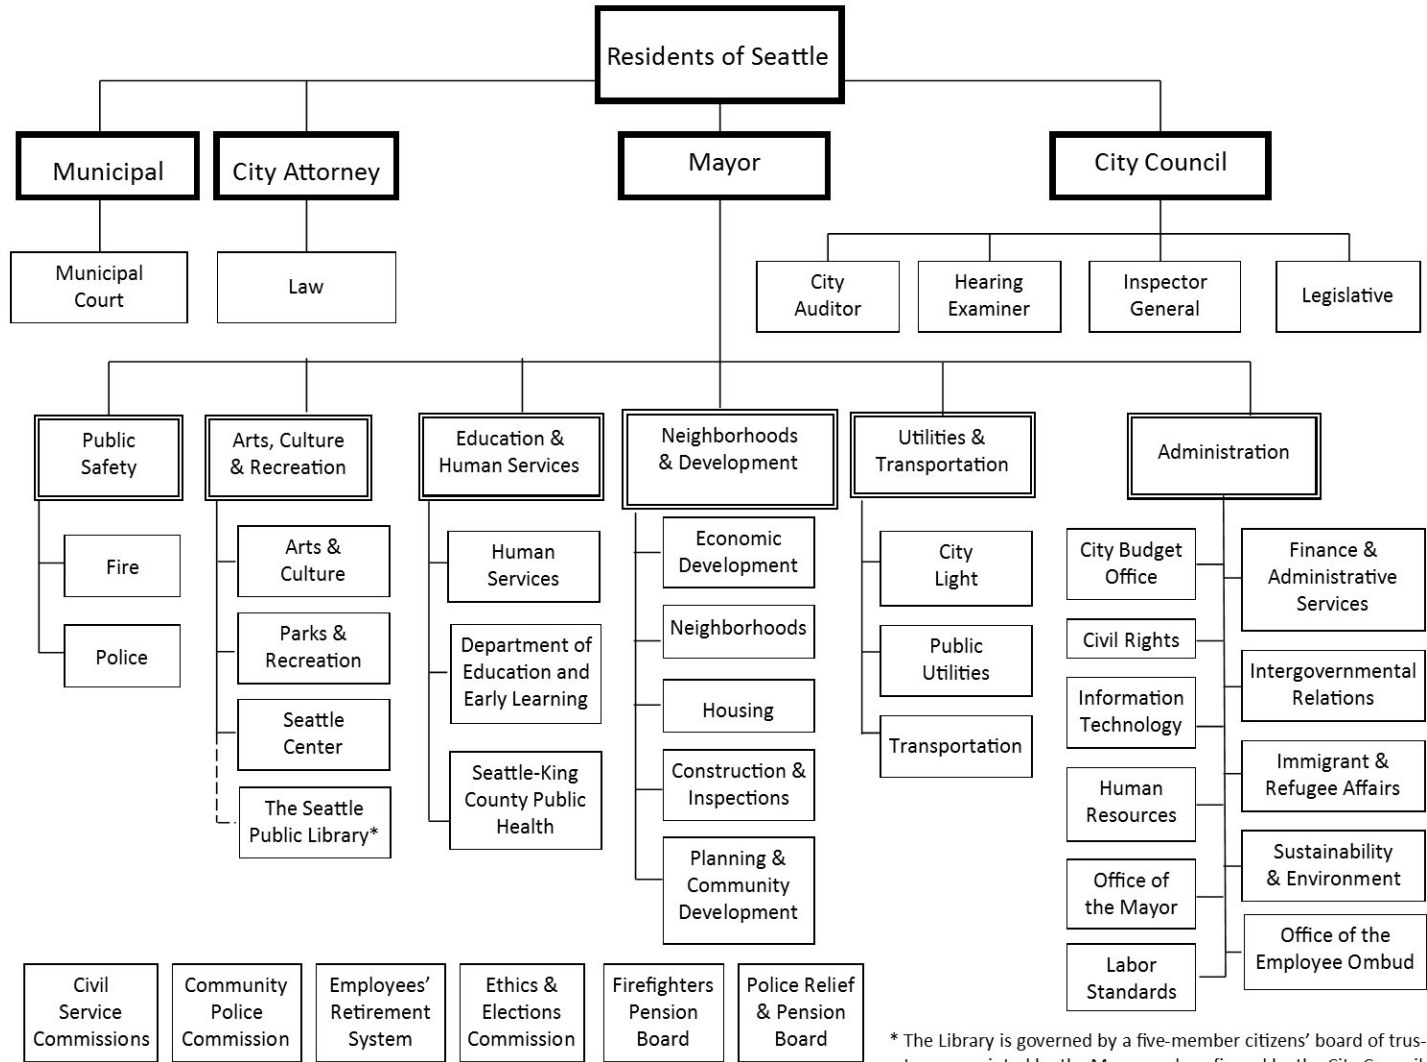 Residents of Seattle
Municipal
City Attorney
Mayor
City Council
Municipal
Court
Law
City
Auditor
Hearing
Examiner
Inspector
General
Legislative
Public
Safety
Arts, Culture
& Recreation
Education &
Human Services
Neighborhoods
& Development
Utilities &
Transportation
Administration
Fire
Police
Arts &
Culture
Parks &
Recreation
Seattle
Center
The Seattle
Public Library*
Human
Services
Department of
Education and
Early Learning
Seattle-King
County Public
Health
Economic
Development
Neighborhoods
Housing
Construction &
Inspections
Planning &
Community
Development
City
Light
Public
Utilities
Transportation
City Budget
Office
Civil Rights
Information
Technology
Human
Resources
Office of
the Mayor
Labor
Standards
Finance &
Administrative
Services
Intergovernmental
Relations
Immigrant &
Refugee Affairs
Sustainability
& Environment
Office of the
Employee Ombud
Civil
Service
Commissions
Community
Police
Commission
Employees’
Retirement
System
Ethics &
Elections
Commission
Firefighters
Pension
Board
Police Relief
& Pension
Board
* The Library is governed by a five-member citizens’ board of trus-